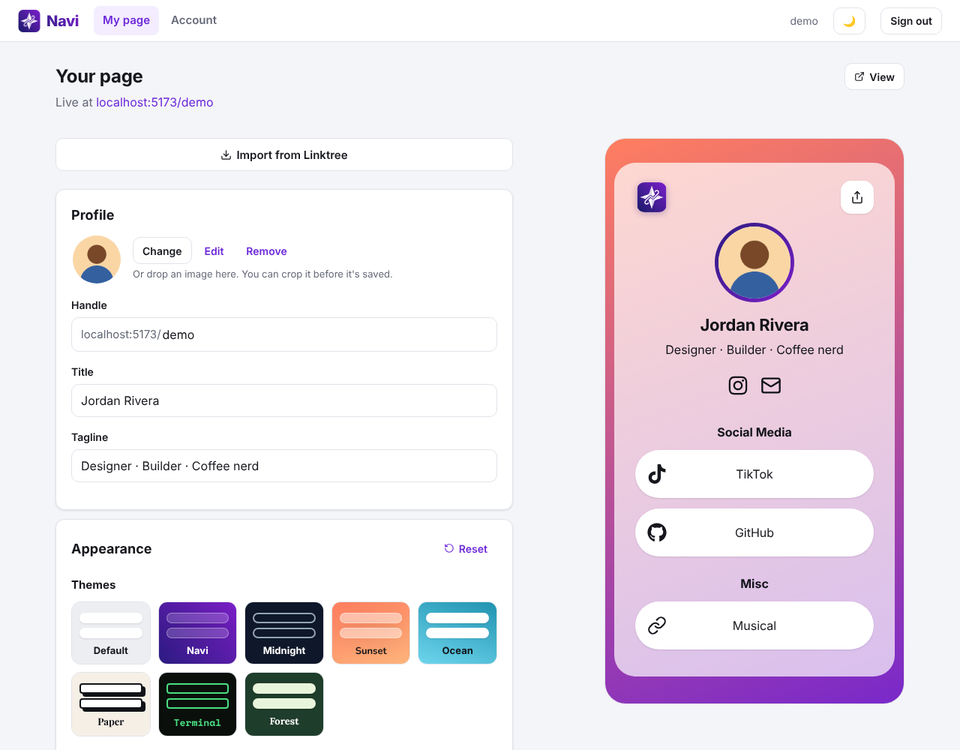 Navi
My page
Account
demo
Sign out
Your page
View
Live at localhost:5173/demo
Import from Linktree
Profile
Change
Edit
Remove
Or drop an image here. You can crop it before it's saved.
Handle
localhost:5173/demo
Title
Jordan Rivera
Tagline
Designer · Builder · Coffee nerd
Appearance
Reset
Themes
Default
Navi
Midnight
Sunset
Ocean
Paper
Terminal
Forest
Jordan Rivera
Designer · Builder · Coffee nerd
Social Media
TikTok
GitHub
Misc
Musical